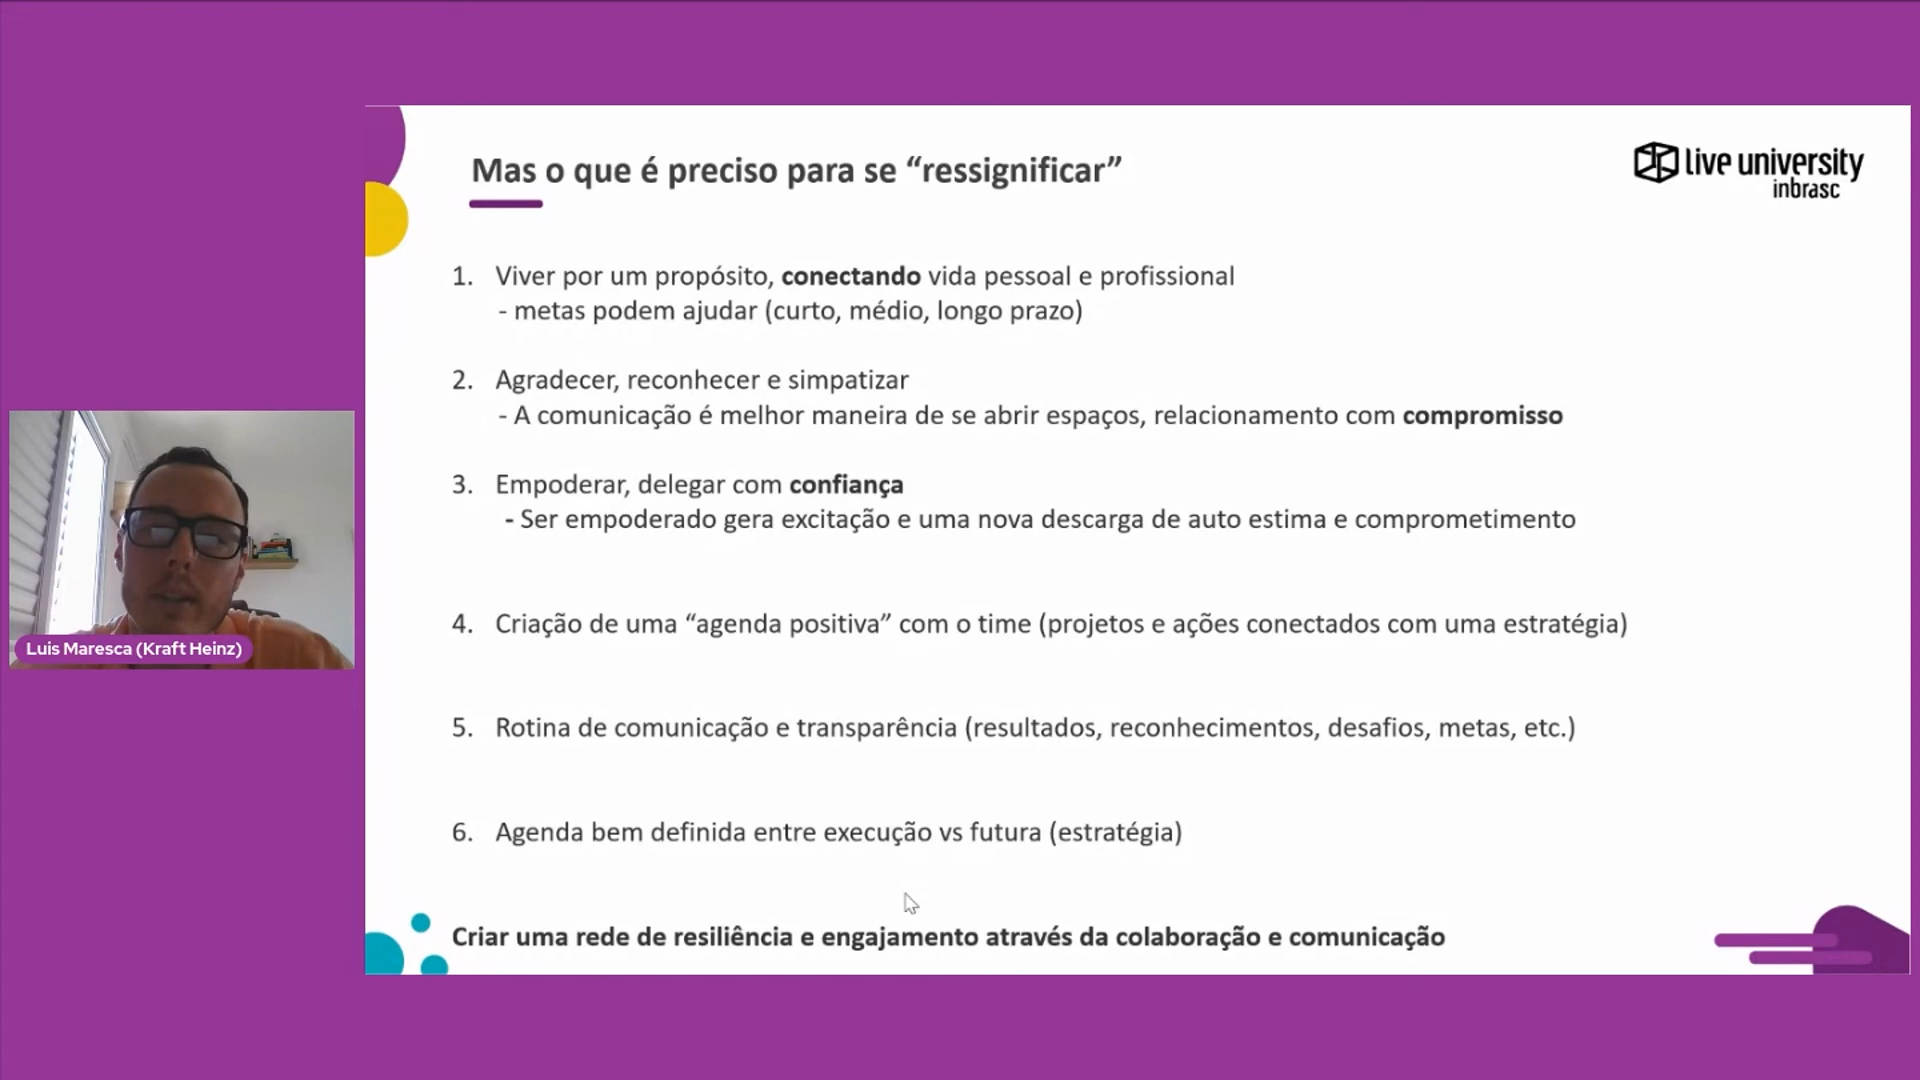 Mas o que é preciso para se “ressignificar”
live university
inbrasc
1. Viver por um propósito, conectando vida pessoal e profissional
- metas podem ajudar (curto, médio, longo prazo)
2. Agradecer, reconhecer e simpatizar
- A comunicação é melhor maneira de se abrir espaços, relacionamento com compromisso
3. Empoderar, delegar com confiança
- Ser empoderado gera excitação e uma nova descarga de auto estima e comprometimento
4. Criação de uma “agenda positiva” com o time (projetos e ações conectados com uma estratégia)
5. Rotina de comunicação e transparência (resultados, reconhecimentos, desafios, metas, etc.)
6. Agenda bem definida entre execução vs futura (estratégia)
Criar uma rede de resiliência e engajamento através da colaboração e comunicação
Luis Maresca (Kraft Heinz)